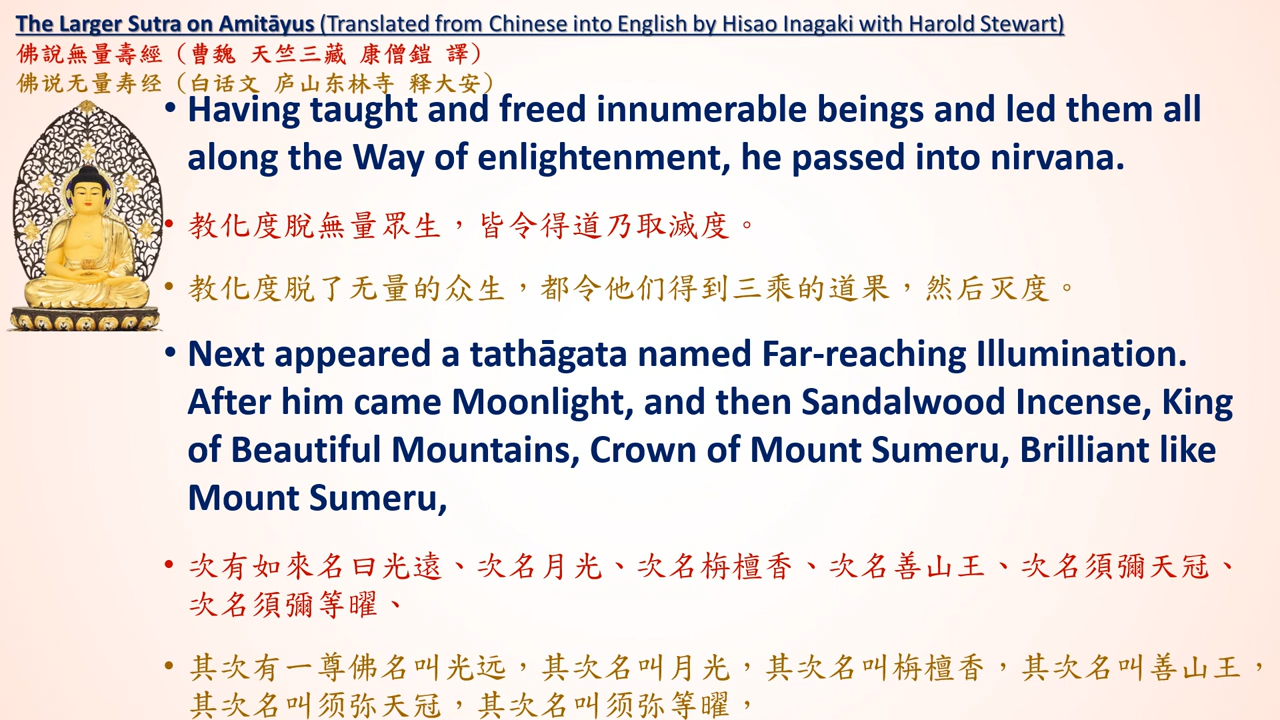 The Larger Sutra on Amitāyus (Translated from Chinese into English by Hisao Inagaki with Harold Stewart)
佛說無量壽經（曹魏 天竺三藏 康僧鎧 譯）
佛说无量寿经（白话文 庐山东林寺 释大安）
• Having taught and freed innumerable beings and led them all
along the Way of enlightenment, he passed into nirvana.
• 教化度脫無量眾生，皆令得道乃取滅度。
• 教化度脱了无量的众生，都令他们得到三乘的道果，然后灭度。
• Next appeared a tathāgata named Far-reaching Illumination.
After him came Moonlight, and then Sandalwood Incense, King
of Beautiful Mountains, Crown of Mount Sumeru, Brilliant like
Mount Sumeru,
• 次有如來名曰光遠、次名月光、次名栴檀香、次名善山王、次名須彌天冠、
次名須彌等曜、
• 其次有一尊佛名叫光远，其次名叫月光，其次名叫栴檀香，其次名叫善山王，
其次名叫须弥天冠，其次名叫须弥等曜，